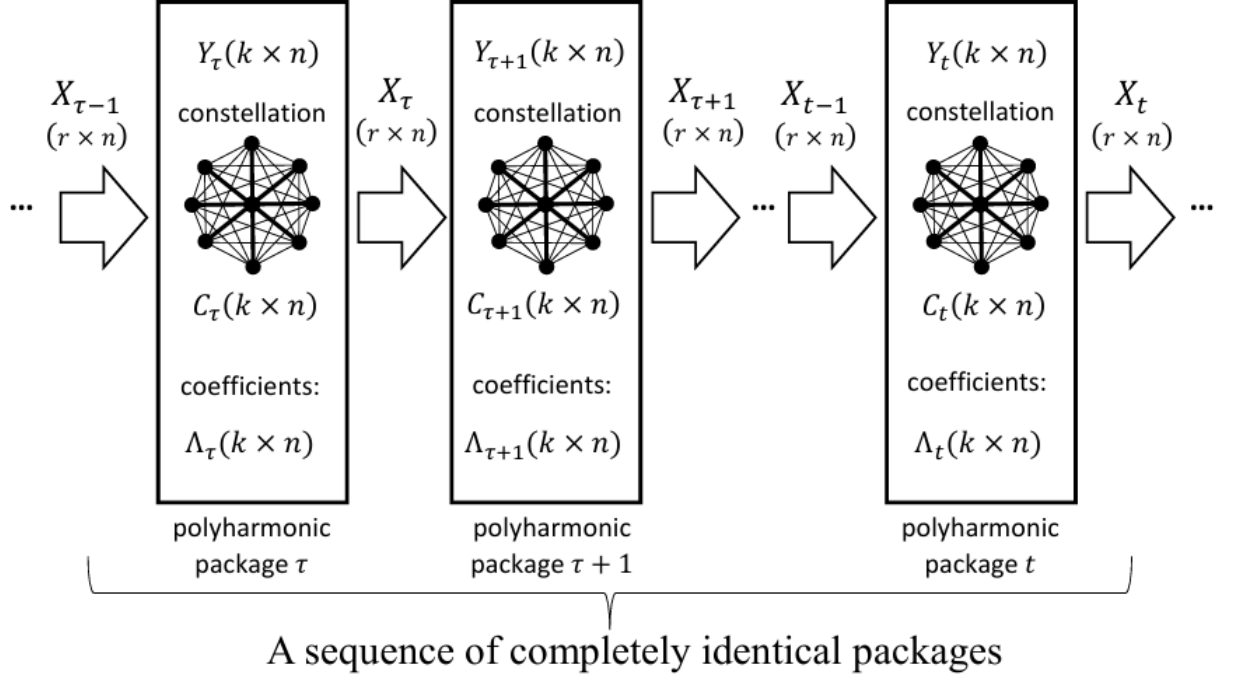 X_{τ−1}
(r × n)
X_τ
(r × n)
X_{τ+1}
(r × n)
X_{t−1}
(r × n)
X_t
(r × n)
...
...
...
Y_τ(k × n)
constellation
C_τ(k × n)
coefficients:
Λ_τ(k × n)
polyharmonic
package τ
Y_{τ+1}(k × n)
constellation
C_{τ+1}(k × n)
coefficients:
Λ_{τ+1}(k × n)
polyharmonic
package τ + 1
Y_t(k × n)
constellation
C_t(k × n)
coefficients:
Λ_t(k × n)
polyharmonic
package t
A sequence of completely identical packages